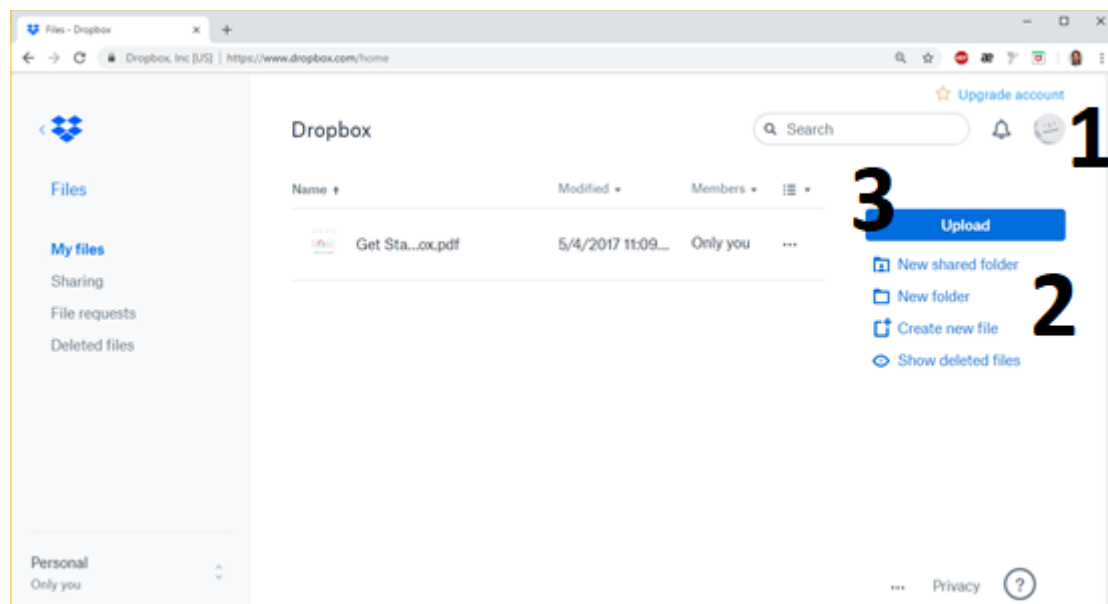 Files - Dropbox
Dropbox, Inc [US] | https://www.dropbox.com/home
Upgrade account
Dropbox
Search
1
Files
Name Modified Members
3
Upload
Get Sta...ox.pdf 5/4/2017 11:09... Only you ...
My files
New shared folder
Sharing
New folder
2
File requests
Create new file
Deleted files
Show deleted files
Personal
Only you
... Privacy ?